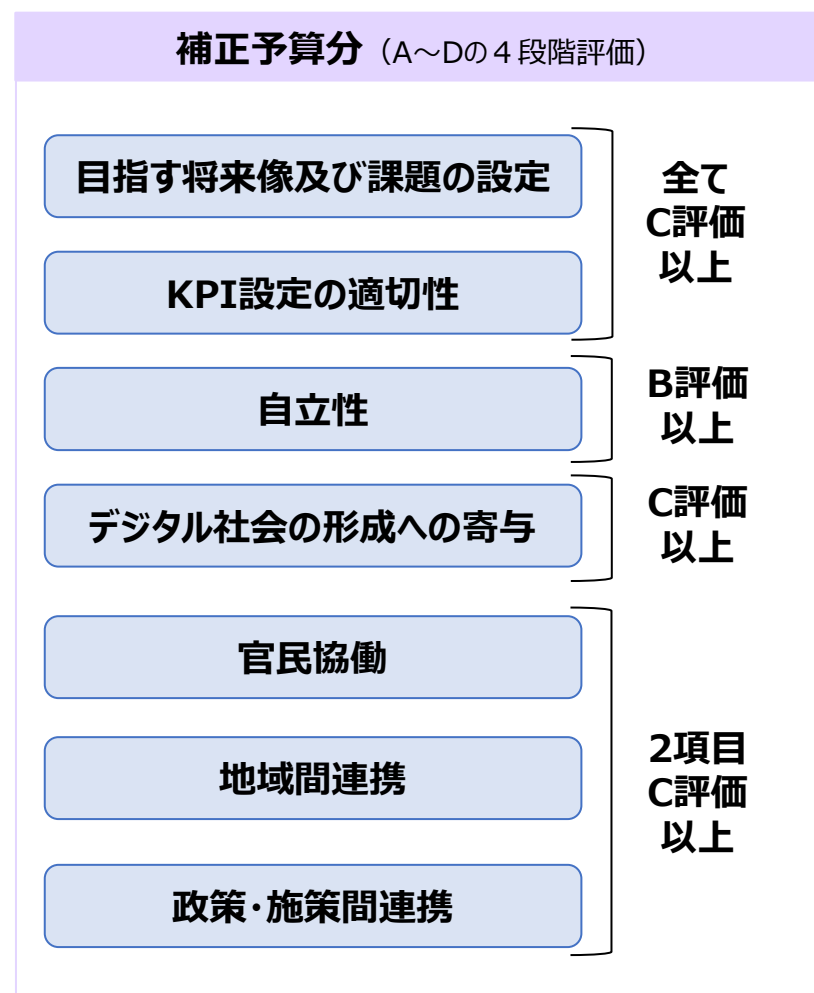 補正予算分（A～Dの４段階評価）
目指す将来像及び課題の設定
KPI設定の適切性
全て
C評価
以上
自立性
B評価
以上
デジタル社会の形成への寄与
C評価
以上
官民協働
地域間連携
政策・施策間連携
2項目
C評価
以上